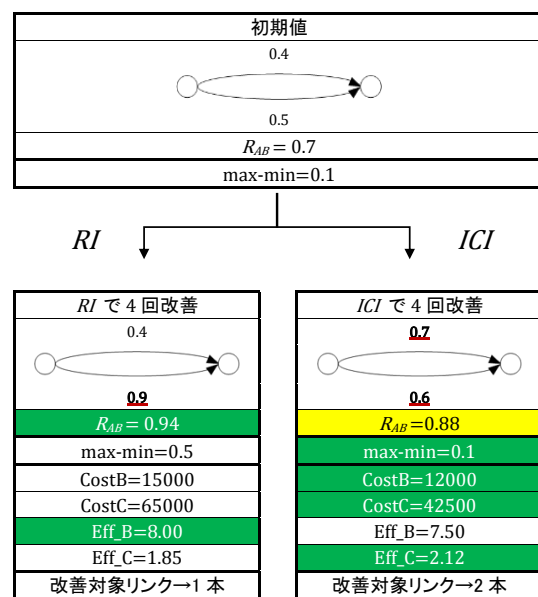 初期値
0.4
0.5
R_AB = 0.7
max-min=0.1
RI
ICI
RI で 4 回改善
0.4
0.9
R_AB = 0.94
max-min=0.5
CostB=15000
CostC=65000
Eff_B=8.00
Eff_C=1.85
改善対象リンク→1 本
ICI で 4 回改善
0.7
0.6
R_AB =0.88
max-min=0.1
CostB=12000
CostC=42500
Eff_B=7.50
Eff_C=2.12
改善対象リンク→2 本